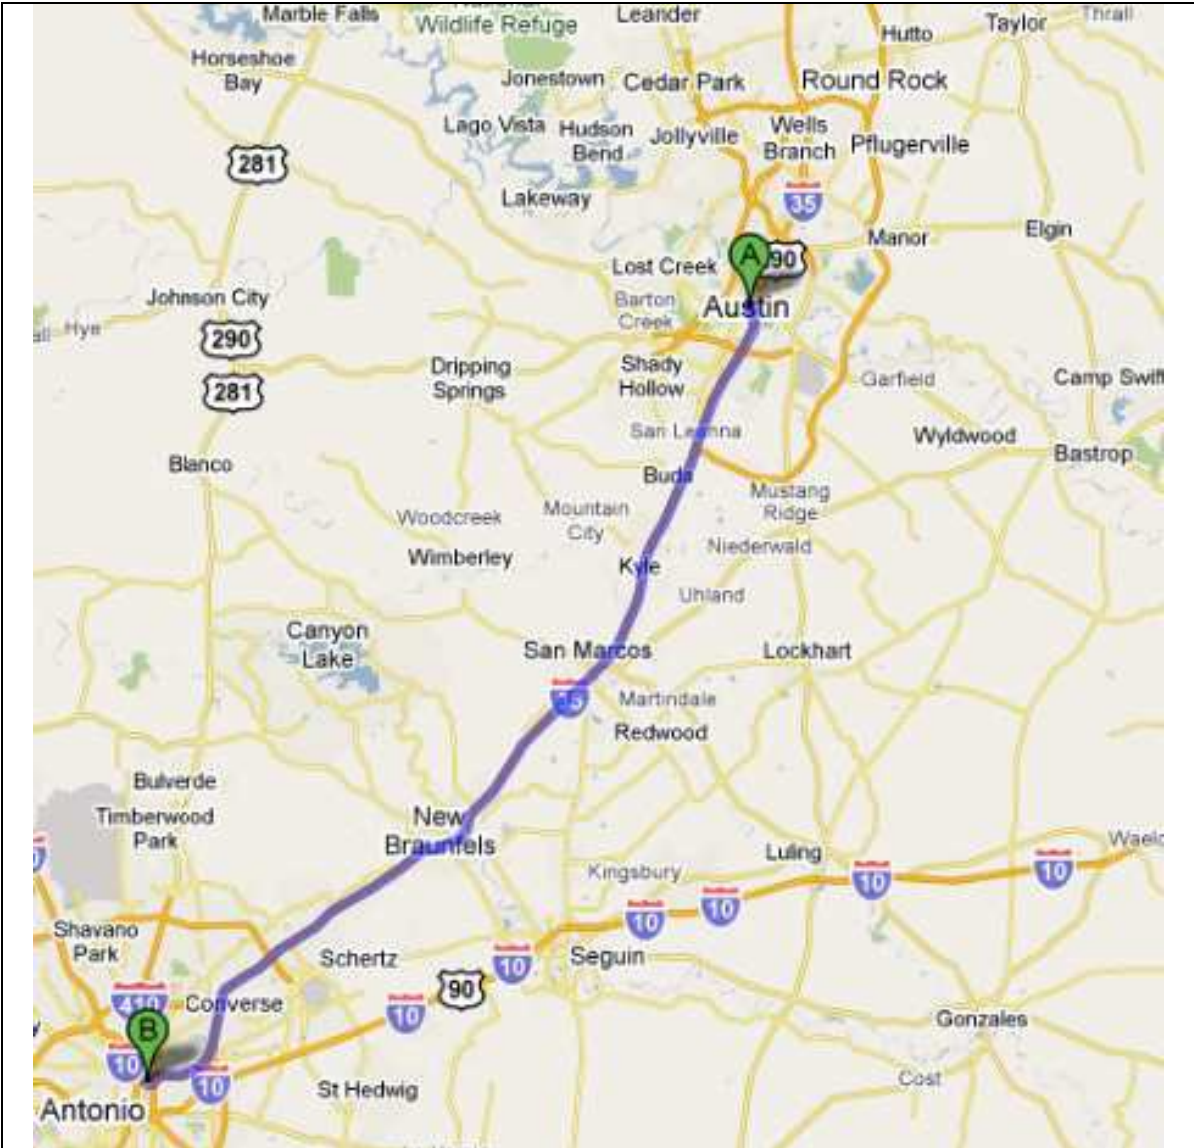 Marble Falls
National
Wildlife Refuge
Leander
Hutto
Taylor
Thrall
Horseshoe
Bay
Jonestown
Cedar Park
Round Rock
Lago Vista
Hudson
Bend
Jollyville
Wells
Branch
Pflugerville
281
Lakeway
35
Manor
Elgin
Lost Creek
A
90
Johnson City
Barton
Creek
Austin
Hye
290
281
Dripping
Springs
Shady
Hollow
Garfield
Camp Swif
San Leanna
Wyldwood
Bastrop
Blanco
Buda
Mustang
Ridge
Woodcreek
Mountain
City
Wimberley
Niederwald
Kyle
Uhland
Canyon
Lake
San Marcos
Lockhart
35
Martindale
Redwood
Bulverde
Timberwood
Park
New
Braunfels
Luling
Waeld
Kingsbury
10
10
10
10
Shavano
Park
Schertz
Seguin
10
90
410
Converse
10
Gonzales
B
10
10
St Hedwig
Cost
Antonio